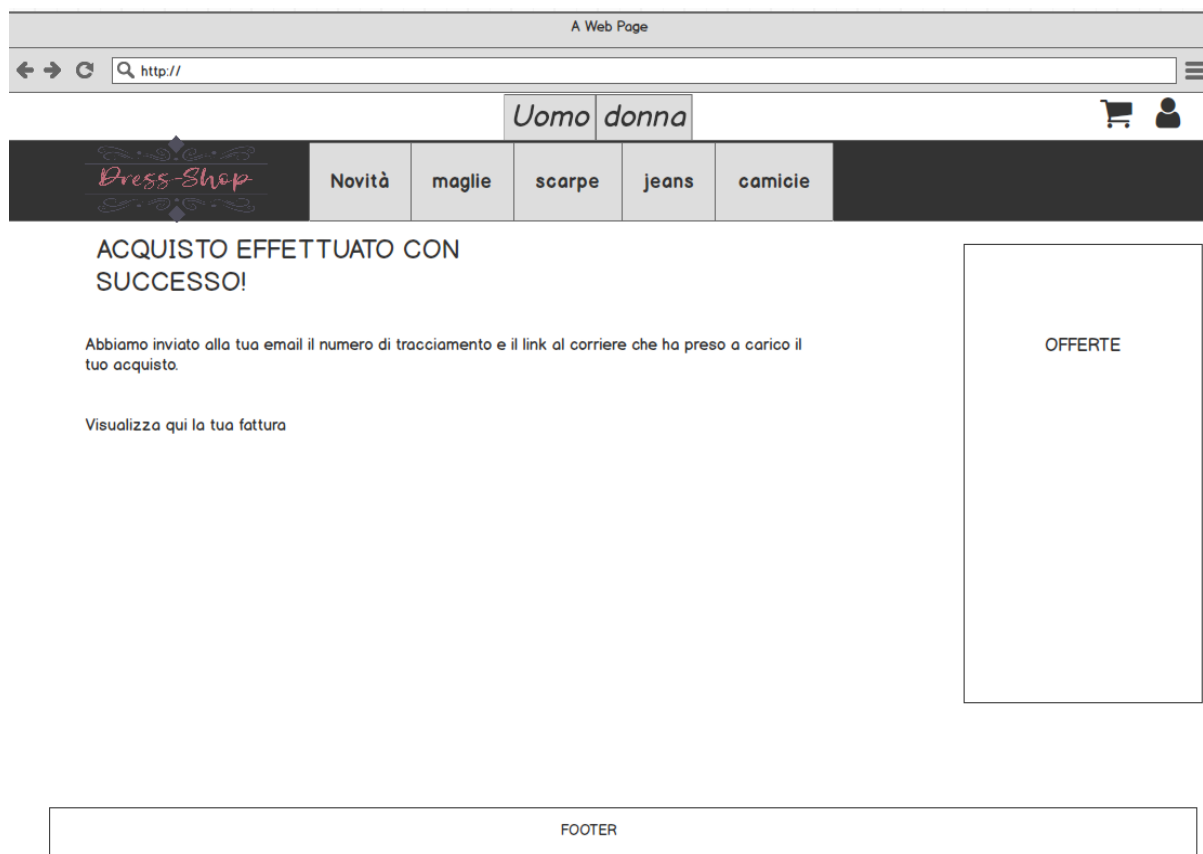 A Web Page
http://
Uomo donna
Dress-Shop
Novità maglie scarpe jeans camicie
ACQUISTO EFFETTUATO CON
SUCCESSO!
Abbiamo inviato alla tua email il numero di tracciamento e il link al corriere che ha preso a carico il
tuo acquisto.
Visualizza qui la tua fattura
OFFERTE
FOOTER